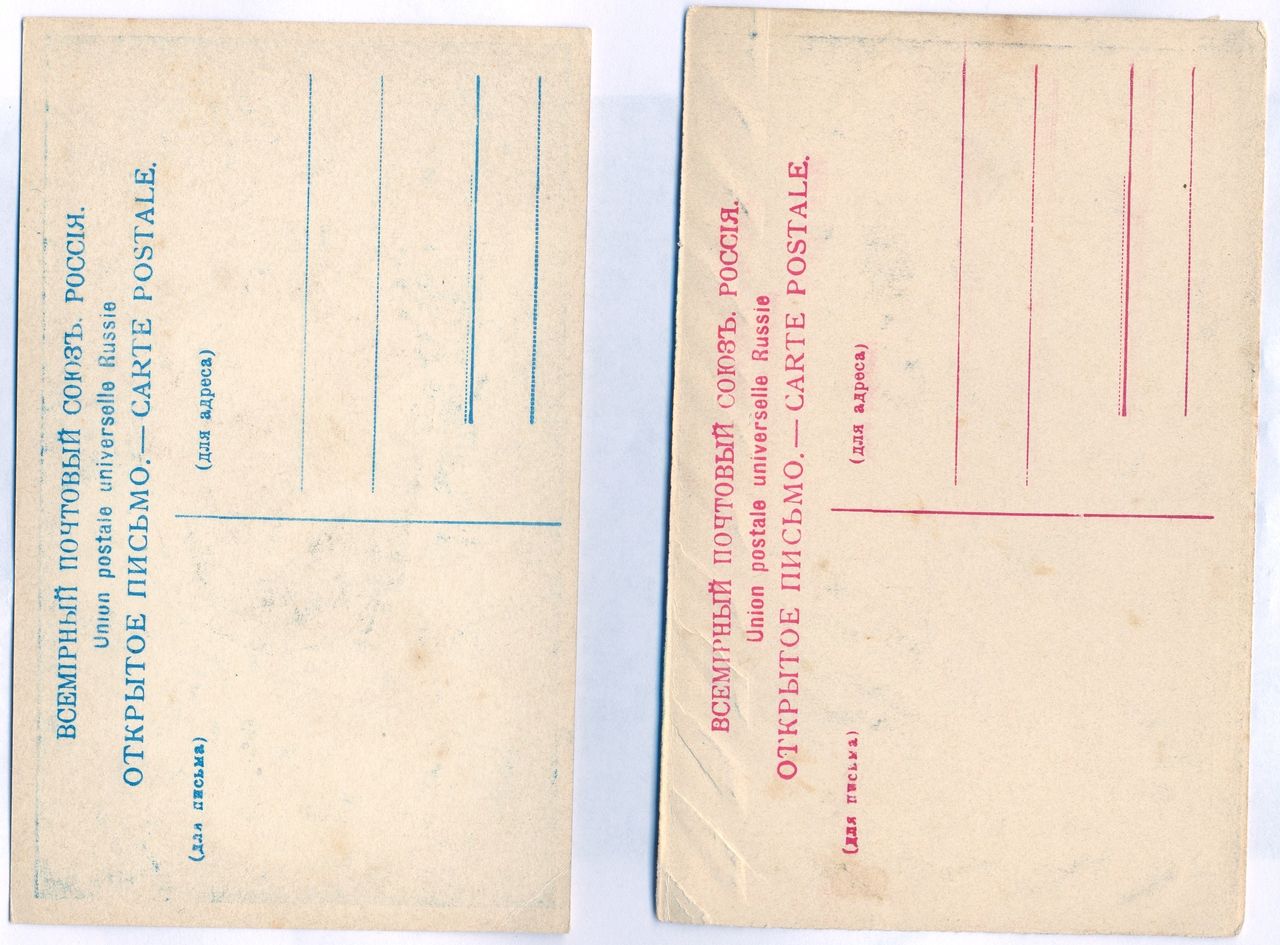 ВСЕМІРНЫЙ ПОЧТОВЫЙ СОЮЗЪ. РОССІЯ.
Union postale universelle Russie
ОТКРЫТОЕ ПИСЬМО.—CARTE POSTALE.
(для письма)
(для адреса)
ВСЕМІРНЫЙ ПОЧТОВЫЙ СОЮЗЪ. РОССІЯ.
Union postale universelle Russie
ОТКРЫТОЕ ПИСЬМО.—CARTE POSTALE.
(для письма)
(для адреса)